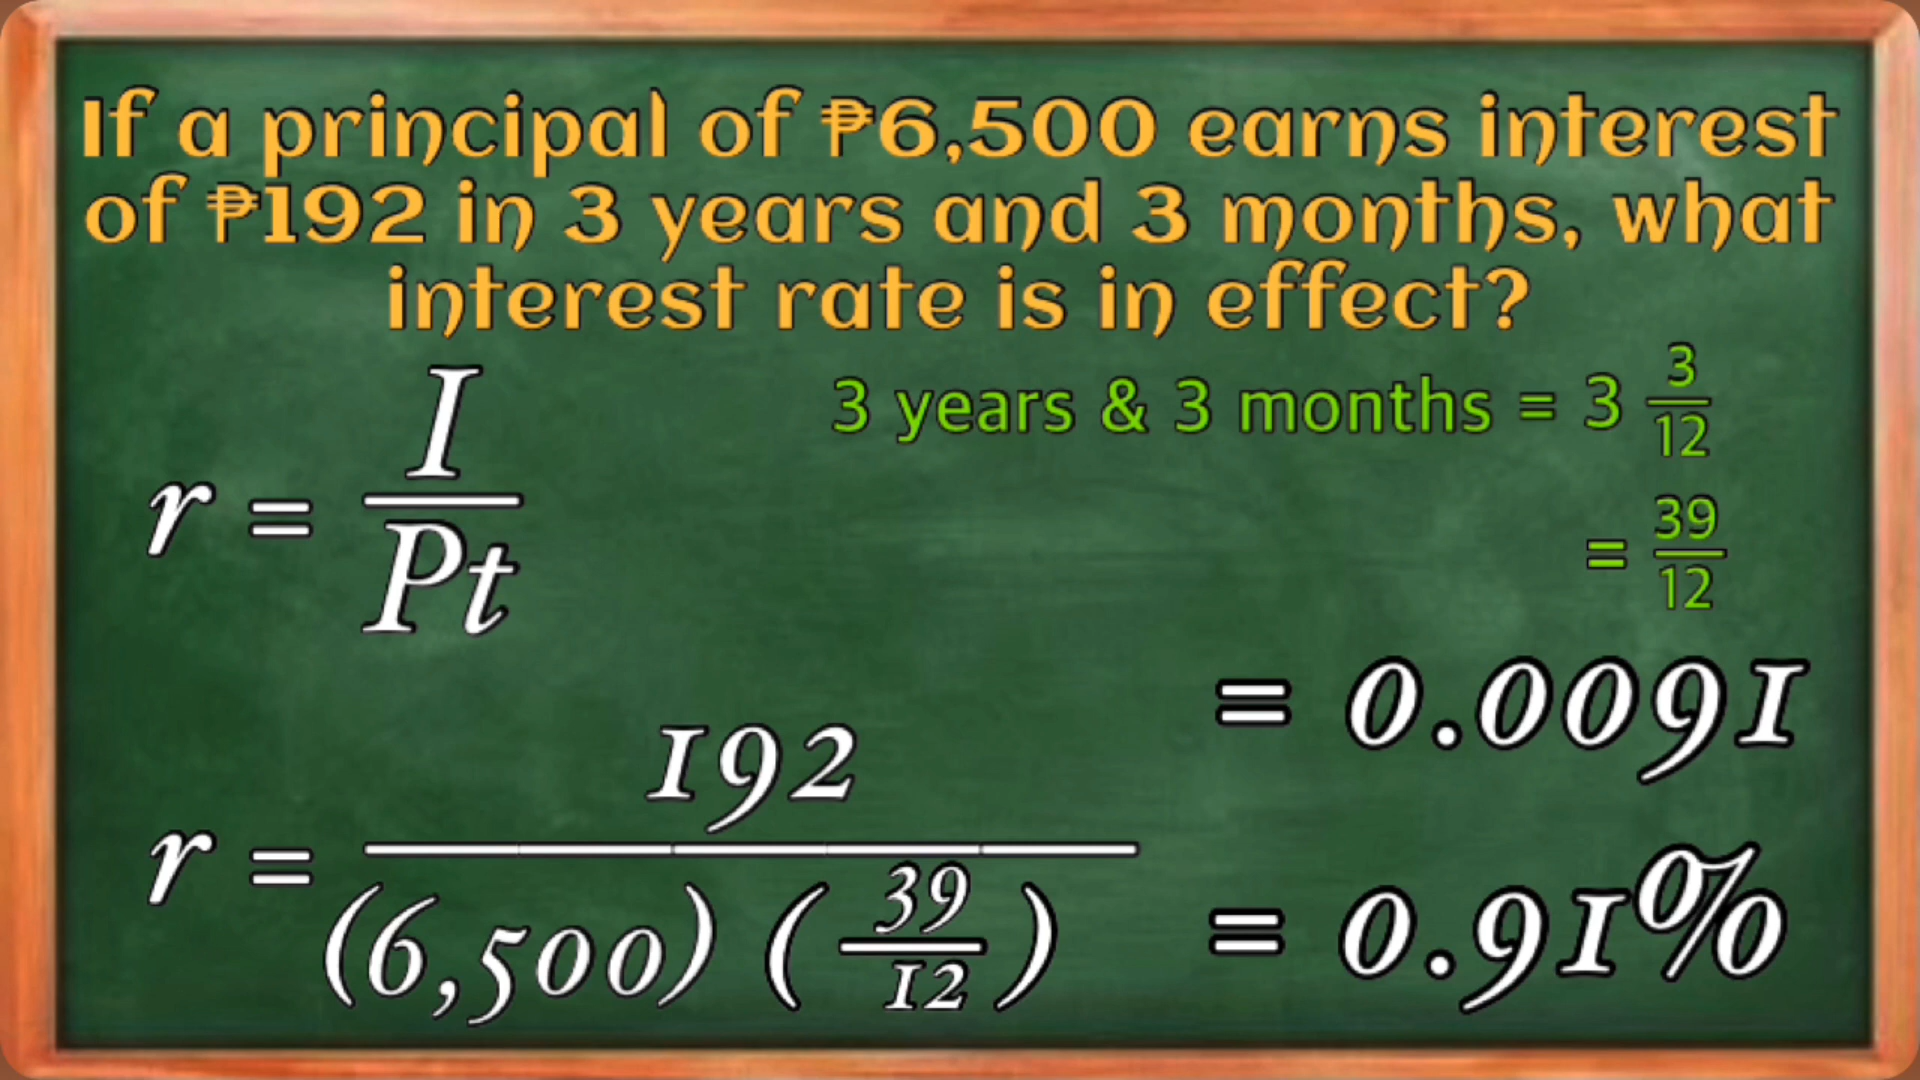 If a principal of ₱6,500 earns interest
of ₱192 in 3 years and 3 months, what
interest rate is in effect?
3 years & 3 months = 3 3/12
= 39/12
r = I/Pt
= 0.0091
r = 192/(6,500) (39/12)
= 0.91%